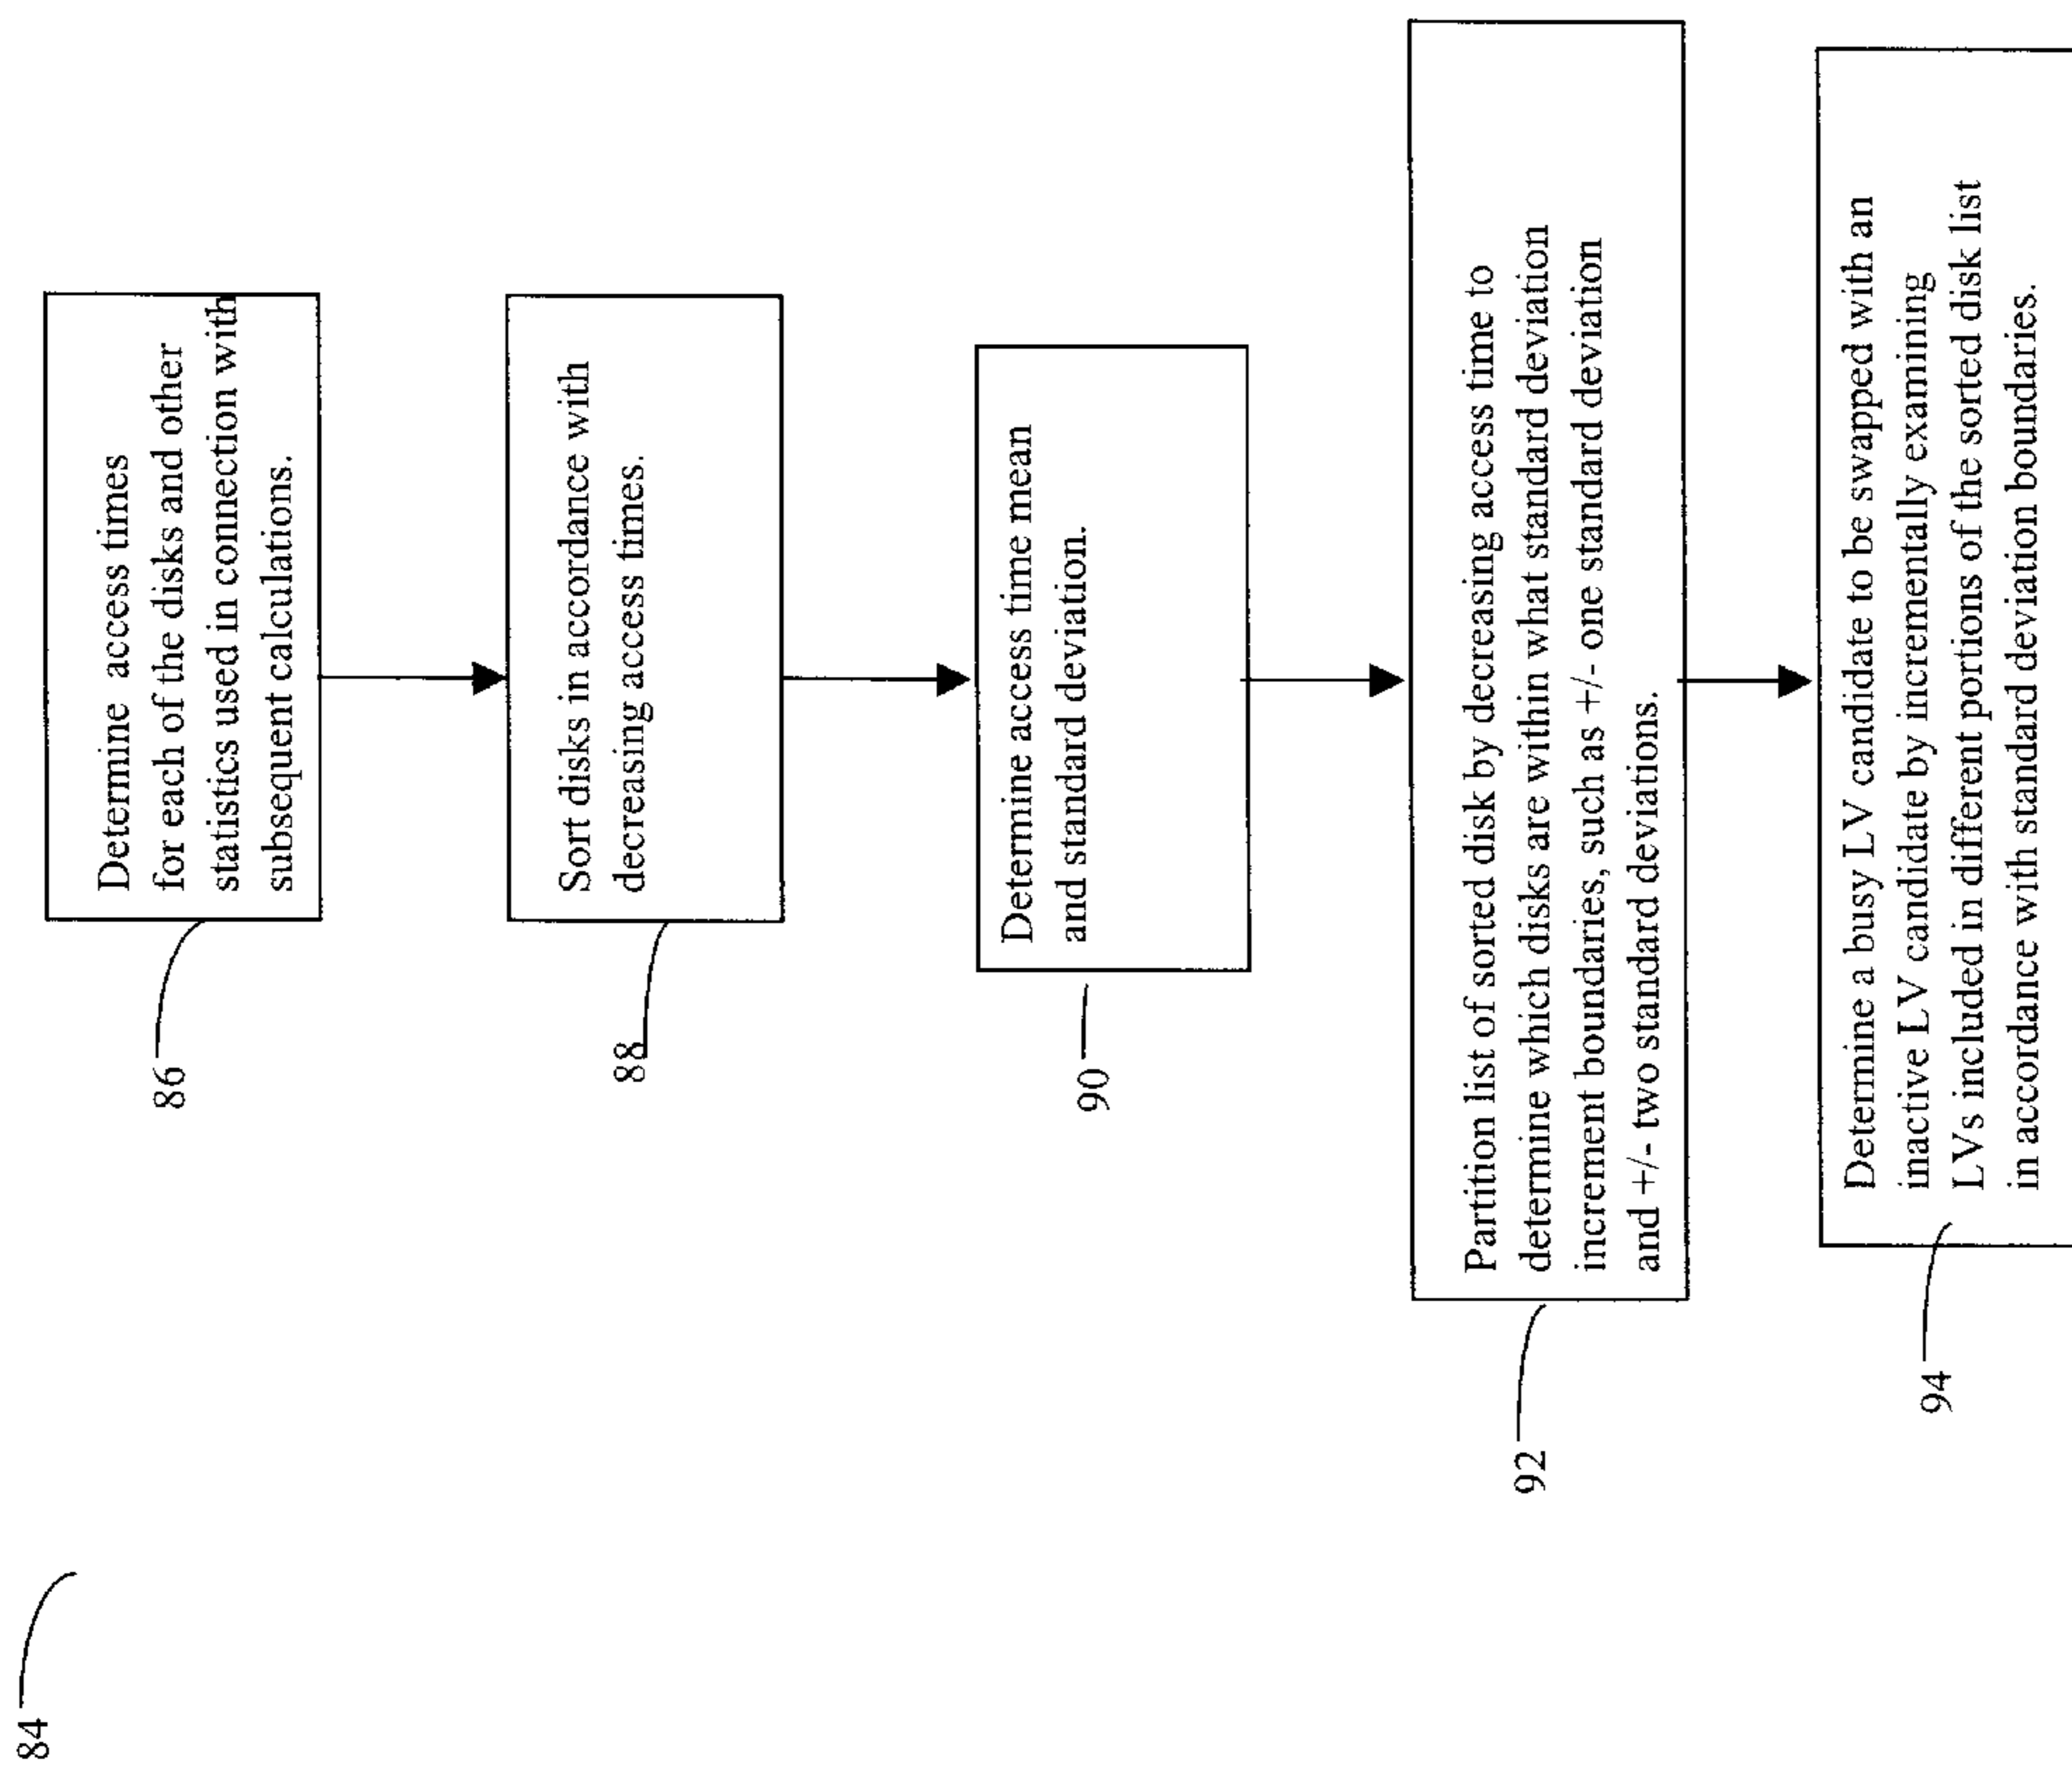 84
86
Determine access times
for each of the disks and other
statistics used in connection with
subsequent calculations.
88
Sort disks in accordance with
decreasing access times.
90
Determine access time mean
and standard deviation.
92
Partition list of sorted disk by decreasing access time to
determine which disks are within what standard deviation
increment boundaries, such as +/- one standard deviation
and +/- two standard deviations.
94
Determine a busy LV candidate to be swapped with an
inactive LV candidate by incrementally examining
LVs included in different portions of the sorted disk list
in accordance with standard deviation boundaries.